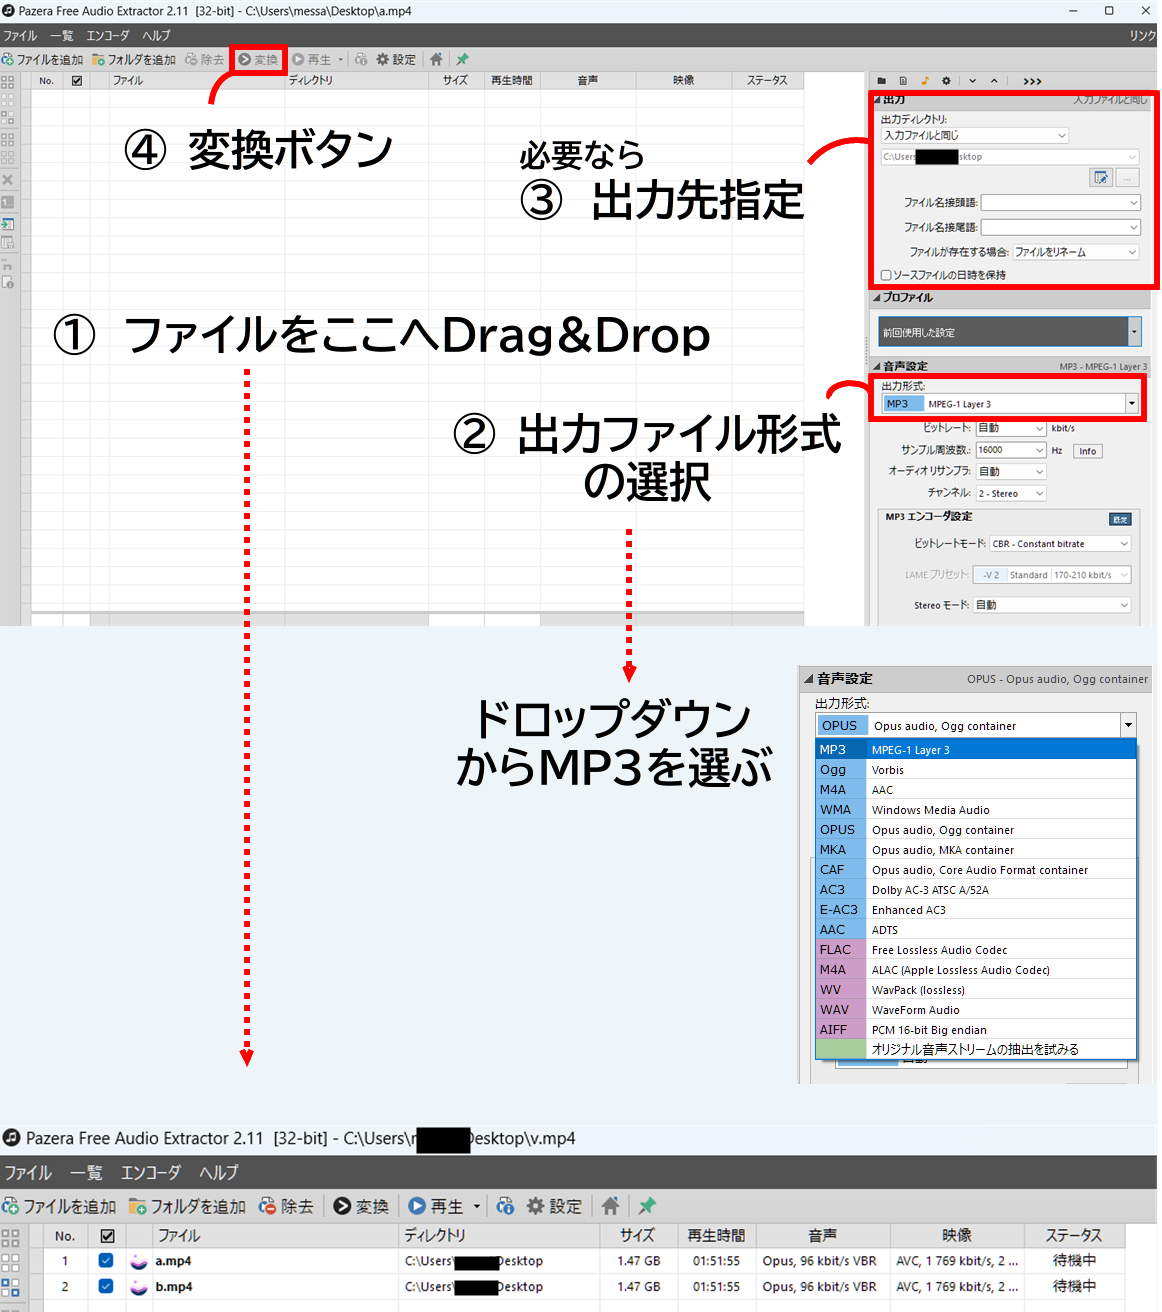 Pazera Free Audio Extractor 2.11 [32-bit] - C:\Users\messa\Desktop\a.mp4
ファイル 一覧 エンコーダ ヘルプ リンク
ファイルを追加 フォルダを追加 除去 変換 再生 設定
No. ファイル ディレクトリ サイズ 再生時間 音声 映像 ステータス
>>>
④ 変換ボタン
必要なら
③ 出力先指定
① ファイルをここへDrag&Drop
② 出力ファイル形式
の選択
出力 入力ファイルと同じ
出力ディレクトリ:
入力ファイルと同じ
C:\Users sktop
...
ファイル名接頭語:
ファイル名接尾語:
ファイルが存在する場合: ファイルをリネーム
ソースファイルの日時を保持
プロファイル
前回使用した設定
音声設定 MP3 - MPEG-1 Layer 3
出力形式:
MP3 MPEG-1 Layer 3
ビットレート: 自動 kbit/s
サンプル周波数.: 16000 Hz Info
オーディオリサンプラ: 自動
チャンネル: 2 - Stereo
MP3 エンコーダ設定 既定
ビットレートモード: CBR - Constant bitrate
LAME プリセット: -V 2 Standard 170-210 kbit/s
Stereo モード: 自動
ドロップダウン
からMP3を選ぶ
音声設定 OPUS - Opus audio, Ogg container
出力形式:
OPUS Opus audio, Ogg container
MP3 MPEG-1 Layer 3
Ogg Vorbis
M4A AAC
WMA Windows Media Audio
OPUS Opus audio, Ogg container
MKA Opus audio, MKA container
CAF Opus audio, Core Audio Format container
AC3 Dolby AC-3 ATSC A/52A
E-AC3 Enhanced AC3
AAC ADTS
FLAC Free Lossless Audio Codec
M4A ALAC (Apple Lossless Audio Codec)
WV WavPack (lossless)
WAV WaveForm Audio
AIFF PCM 16-bit Big endian
オリジナル音声ストリームの抽出を試みる
Pazera Free Audio Extractor 2.11 [32-bit] - C:\Users\ Desktop\v.mp4
ファイル 一覧 エンコーダ ヘルプ
ファイルを追加 フォルダを追加 除去 変換 再生 設定
No. ファイル ディレクトリ サイズ 再生時間 音声 映像 ステータス
1 a.mp4 C:\Users\ Desktop 1.47 GB 01:51:55 Opus, 96 kbit/s VBR AVC, 1 769 kbit/s, 2 ... 待機中
2 b.mp4 C:\Users\ Desktop 1.47 GB 01:51:55 Opus, 96 kbit/s VBR AVC, 1 769 kbit/s, 2 ... 待機中